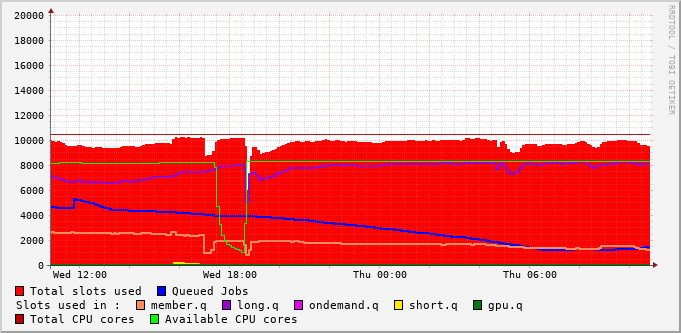 20000
18000
16000
14000
12000
10000
8000
6000
4000
2000
0
Wed 12:00 Wed 18:00 Thu 00:00 Thu 06:00
RRDTOOL / TOBI OETIKER
Total slots used Queued Jobs
Slots used in : member.q long.q ondemand.q short.q gpu.q
Total CPU cores Available CPU cores